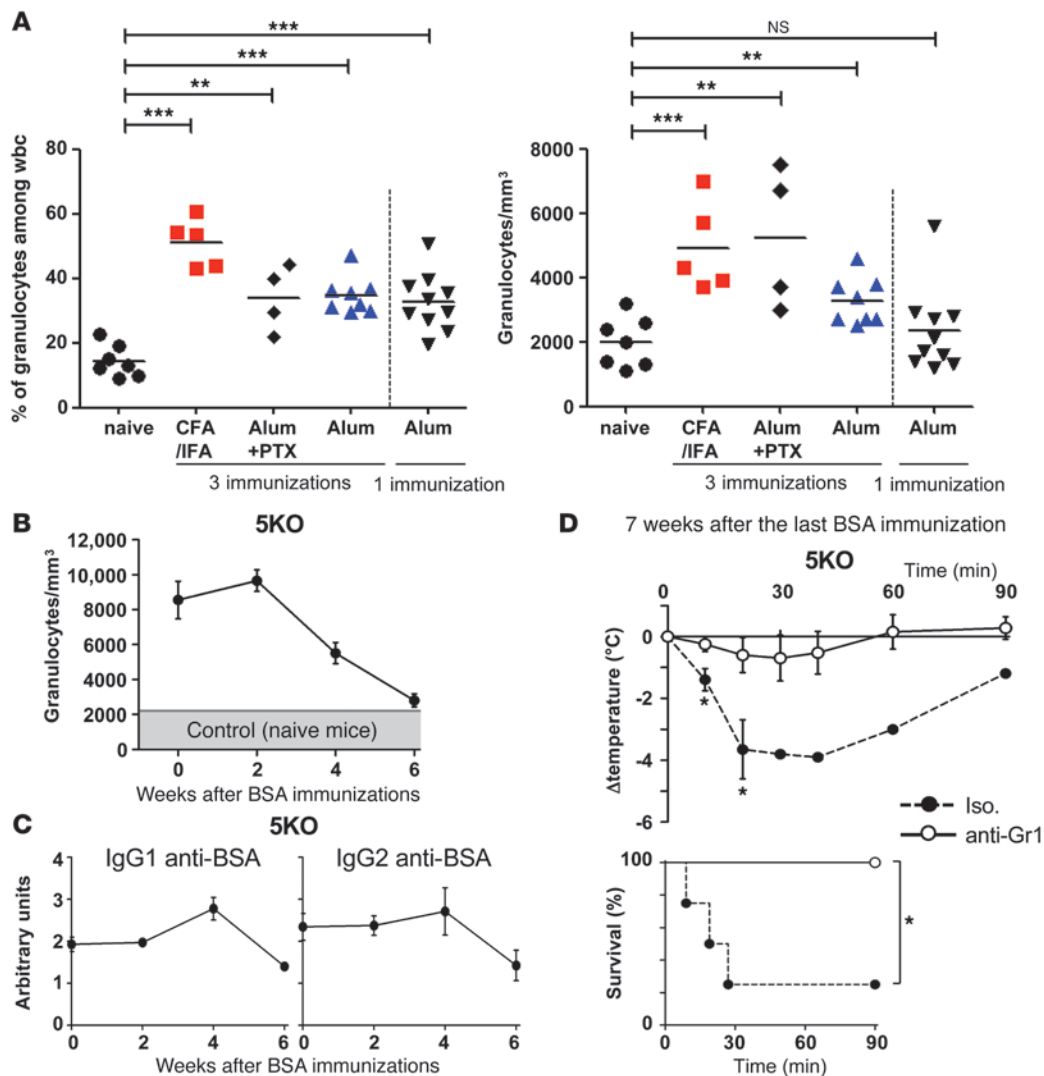 A
***
***
**
***
% of granulocytes among wbc
80
60
40
20
0
naive
CFA
/IFA
Alum
+PTX
Alum
Alum
3 immunizations
1 immunization
NS
**
**
***
Granulocytes/mm³
8000
6000
4000
2000
0
naive
CFA
/IFA
Alum
+PTX
Alum
Alum
3 immunizations
1 immunization
B
5KO
Granulocytes/mm³
12,000
10,000
8000
6000
4000
2000
0
Control (naive mice)
0 2 4 6
Weeks after BSA immunizations
C
5KO
IgG1 anti-BSA
IgG2 anti-BSA
Arbitrary units
4
3
2
1
0
0 2 4 6
0 2 4 6
Weeks after BSA immunizations
D
7 weeks after the last BSA immunization
5KO
Time (min)
0 30 60 90
Δtemperature (°C)
0
-2
-4
-6
*
*
Iso.
anti-Gr1
Survival (%)
100
0
*
0 30 60 90
Time (min)